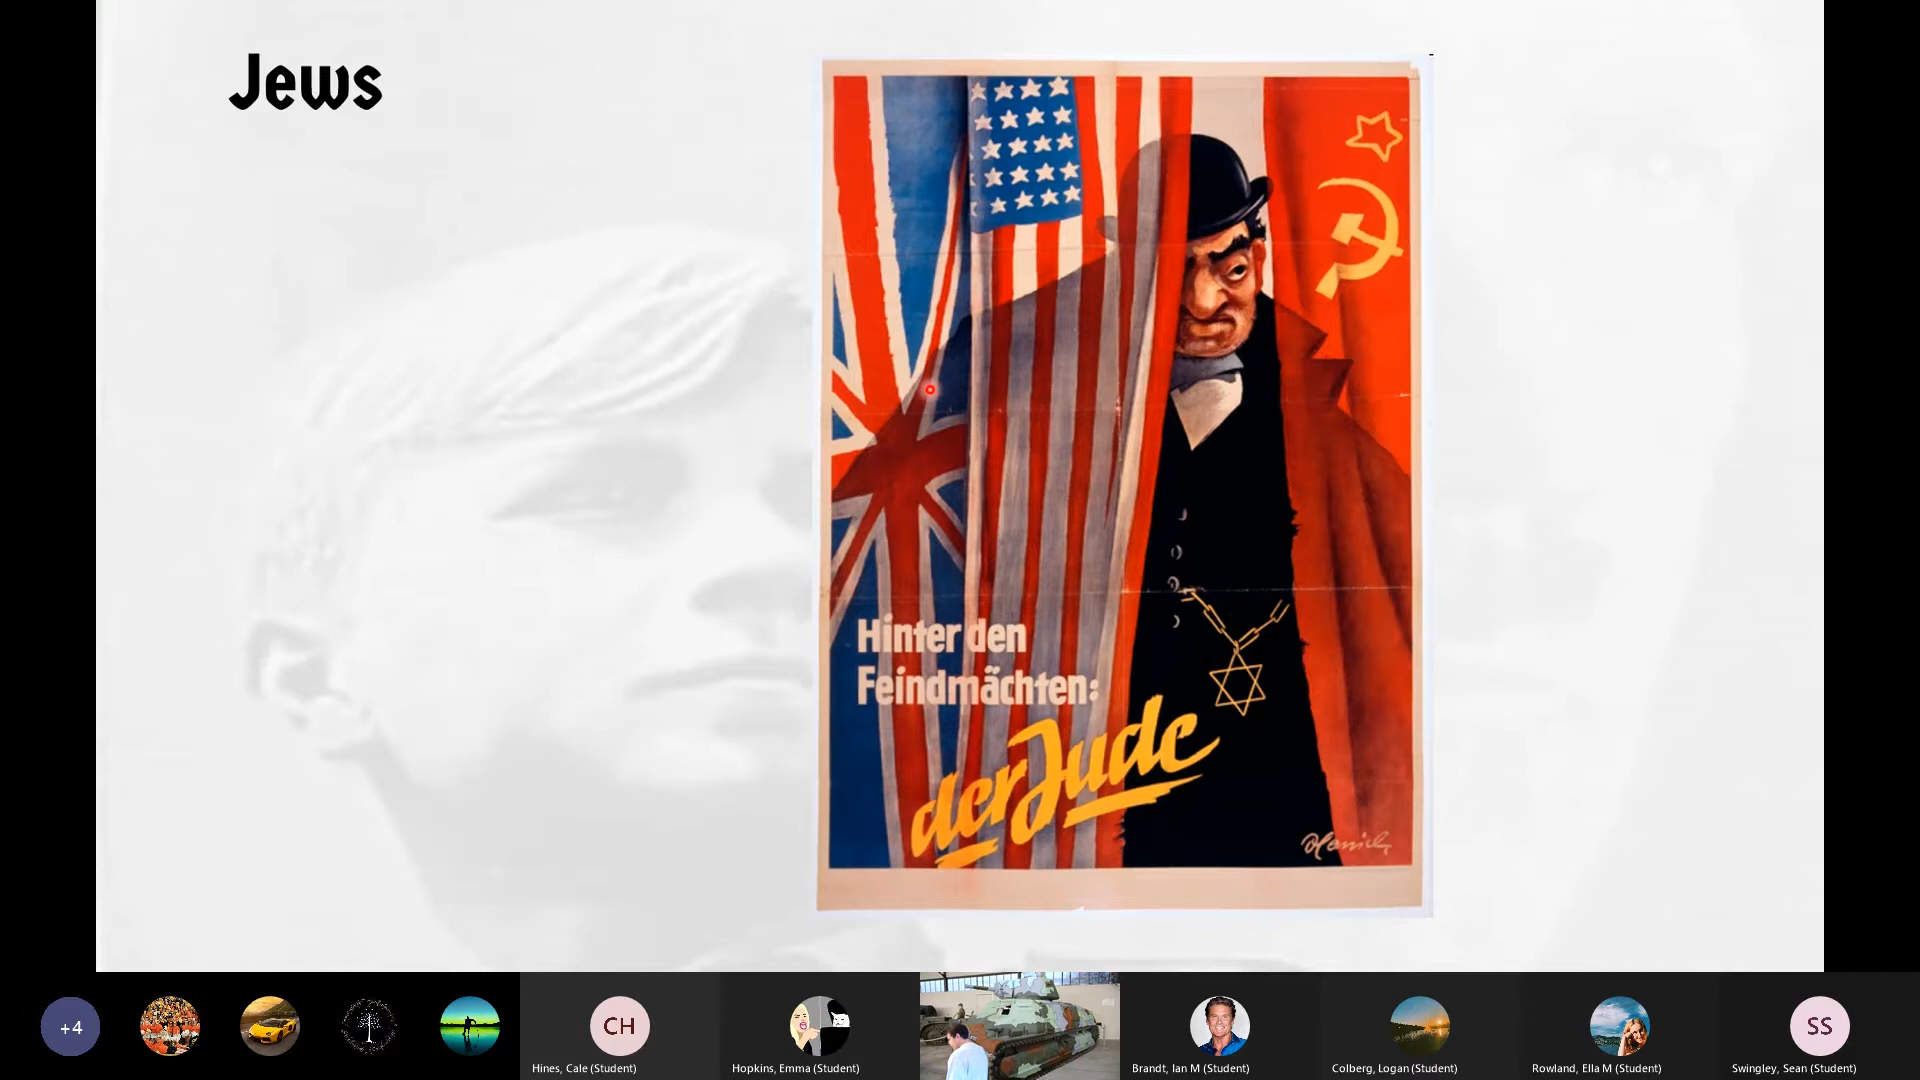 Jews
Hinter den
Feindmächten:
der Jude
Hanich
+4
CH
SS
Hines, Cale (Student)
Hopkins, Emma (Student)
Brandt, Ian M (Student)
Colberg, Logan (Student)
Rowland, Ella M (Student)
Swingley, Sean (Student)